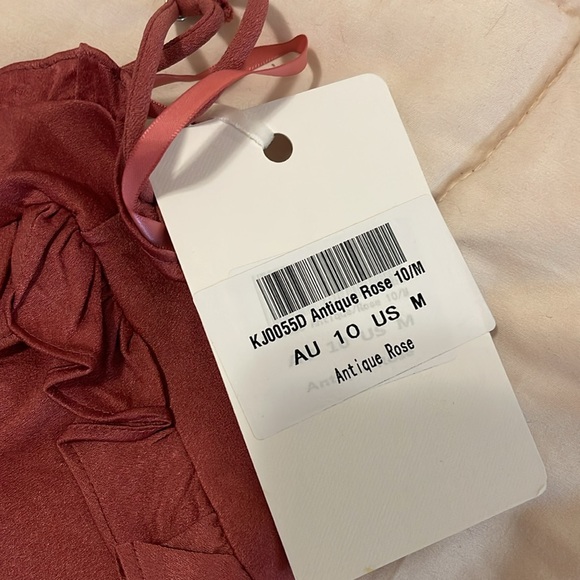 KJ0055D Antique Rose 10/M
AU 10 US M
Antique Rose